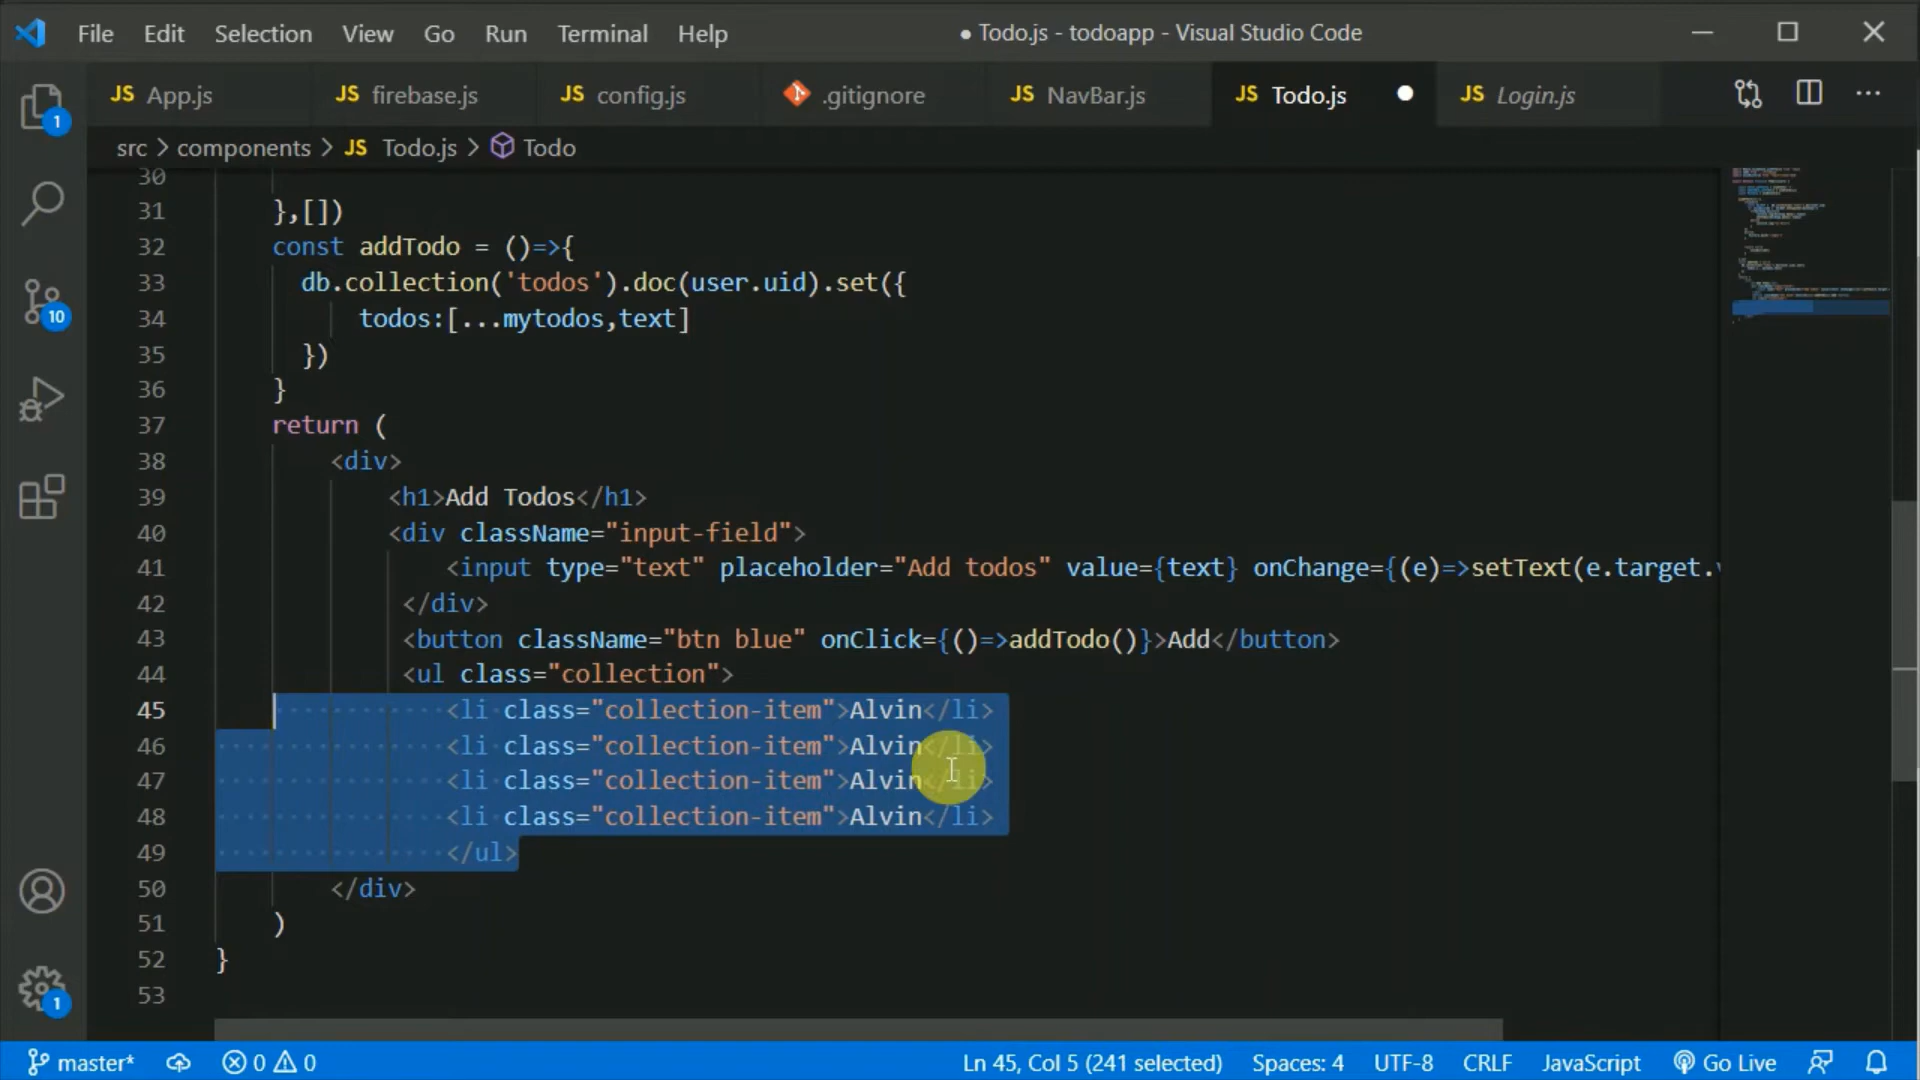 File Edit Selection View Go Run Terminal Help ● Todo.js - todoapp - Visual Studio Code
JS App.js JS firebase.js JS config.js .gitignore JS NavBar.js JS Todo.js JS Login.js
src > components > JS Todo.js > Todo
30
31 },[])
32 const addTodo = ()=>{
33 db.collection('todos').doc(user.uid).set({
34 todos:[...mytodos,text]
35 })
36 }
37 return (
38 <div>
39 <h1>Add Todos</h1>
40 <div className="input-field">
41 <input type="text" placeholder="Add todos" value={text} onChange={(e)=>setText(e.target.
42 </div>
43 <button className="btn blue" onClick={()=>addTodo()}>Add</button>
44 <ul class="collection">
45 <li class="collection-item">Alvin</li>
46 <li class="collection-item">Alvin</li>
47 <li class="collection-item">Alvin</li>
48 <li class="collection-item">Alvin</li>
49 </ul>
50 </div>
51 )
52 }
53
1
10
1
master* 0 0 Ln 45, Col 5 (241 selected) Spaces: 4 UTF-8 CRLF JavaScript Go Live